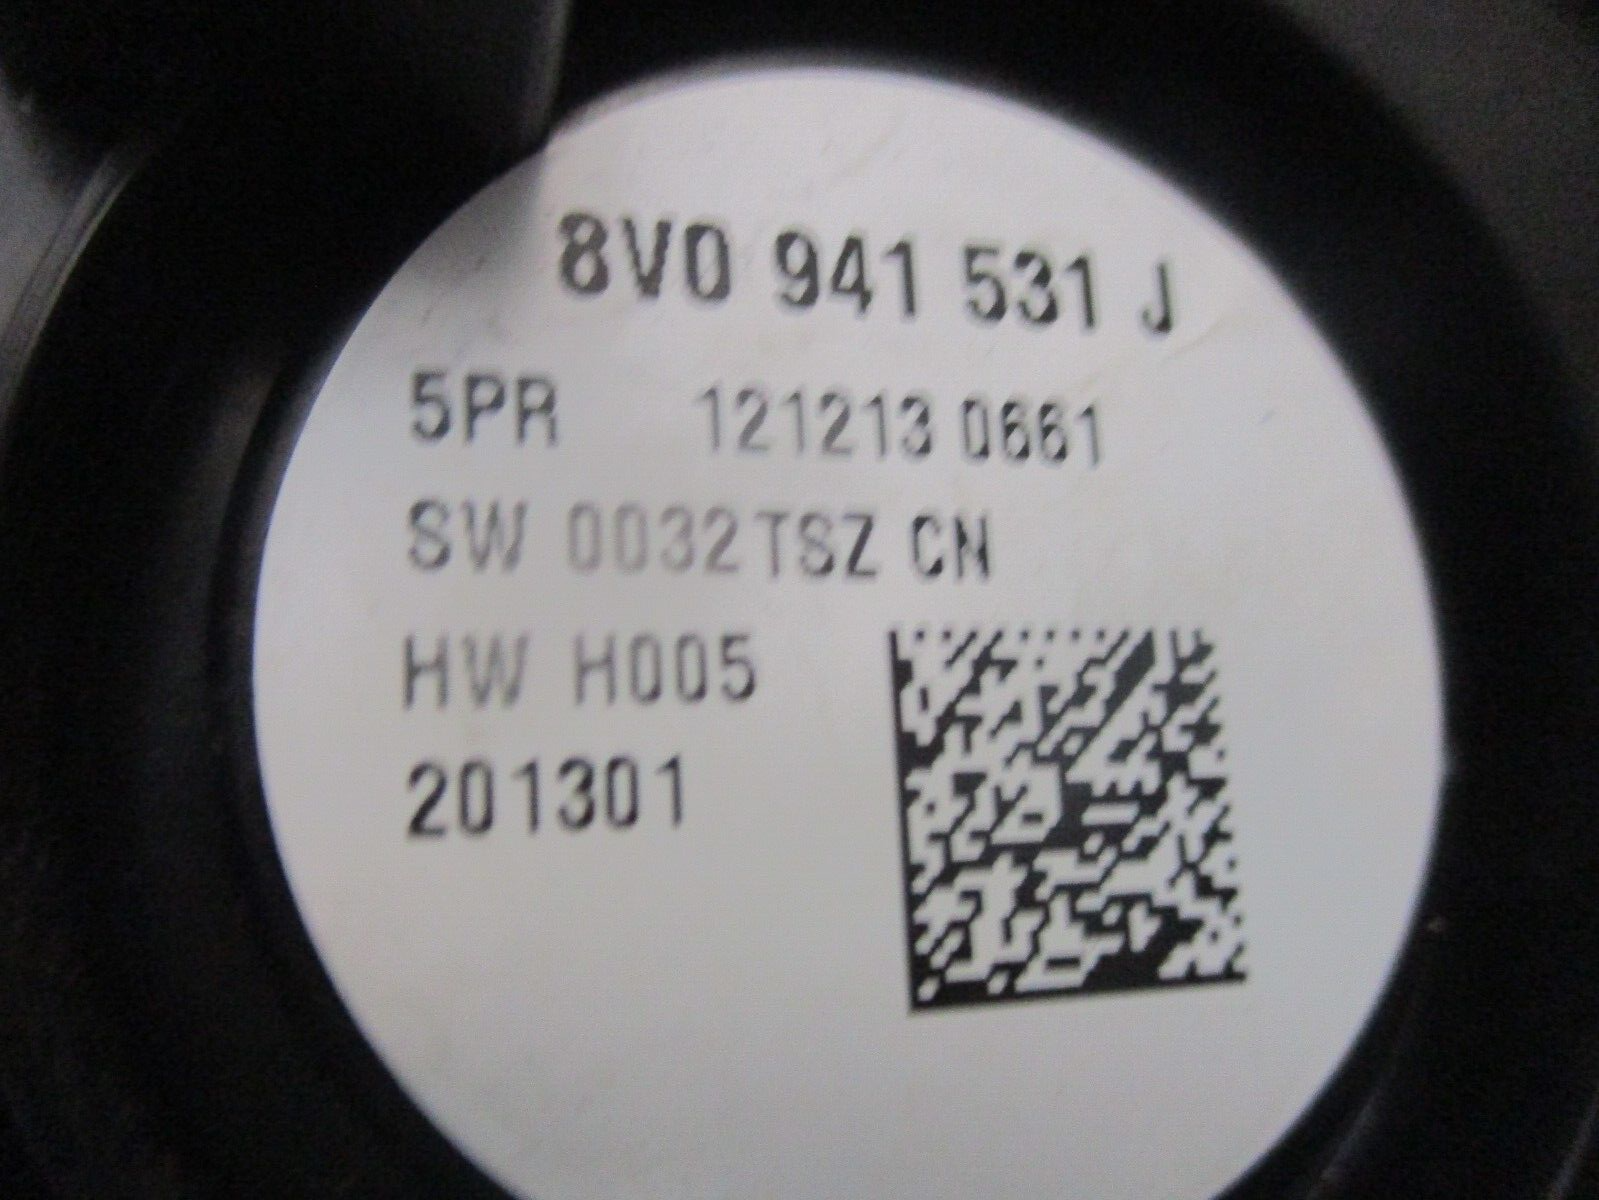 8V0 941 531 J
5PR 121213 0661
SW 0032TSZ CN
HW H005
201301